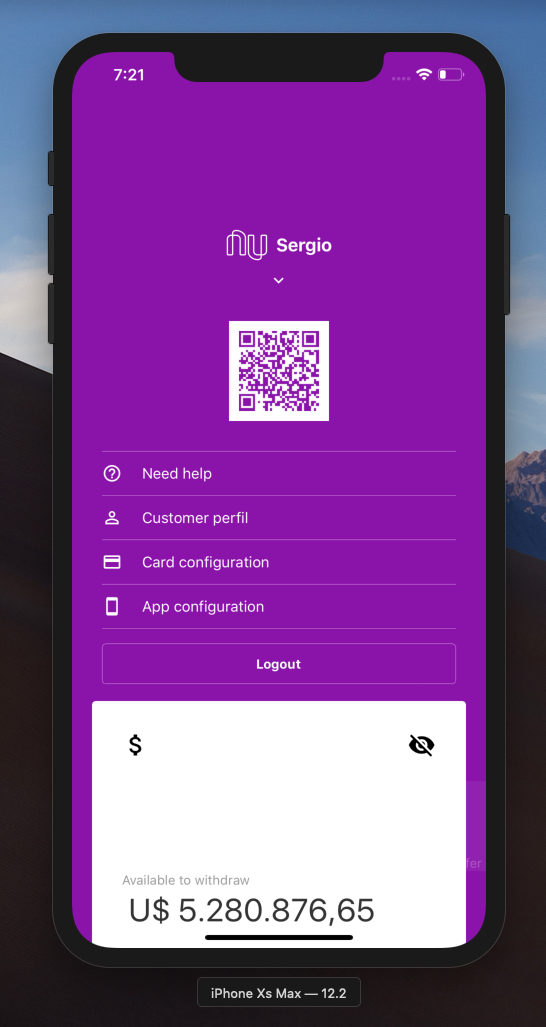 7:21
nu Sergio
Need help
Customer perfil
Card configuration
App configuration
Logout
$
Available to withdraw
U$ 5.280.876,65
fer
iPhone Xs Max — 12.2